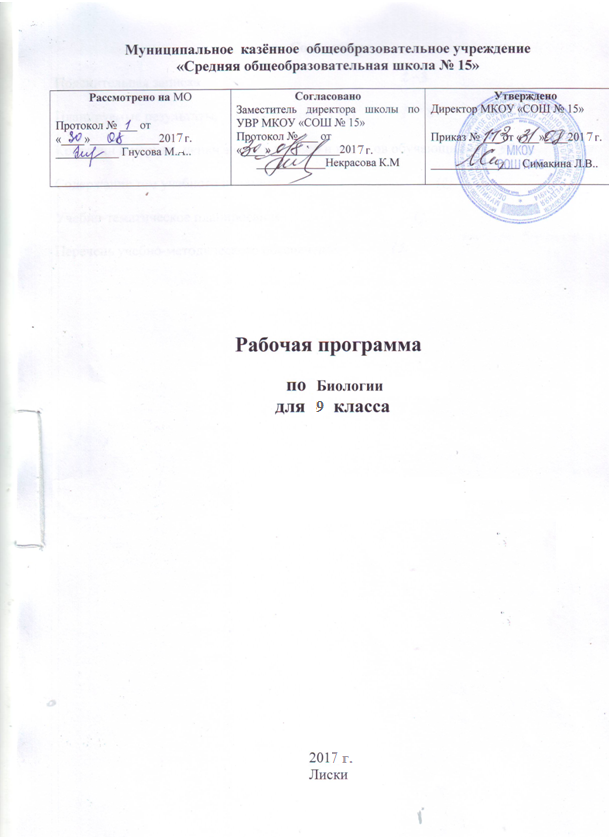 Муниципальное казённое общеобразовательное учреждение
«Средняя общеобразовательная школа № 15»
Рассмотрено на МО
Протокол № 1 от
« 30 » 08 2017 г.
Гнусова М.А..
Согласовано
Заместитель директора школы по
УВР МКОУ «СОШ № 15»
Протокол № от
«30 » 08. 2017 г.
Некрасова К.М
Утверждено
Директор МКОУ «СОШ № 15»
Приказ № 113 от « 31 » 08 2017 г.
Симакина Л.В..
МКОУ
Рабочая программа
по Биологии
для 9 класса
2017 г.
Лиски